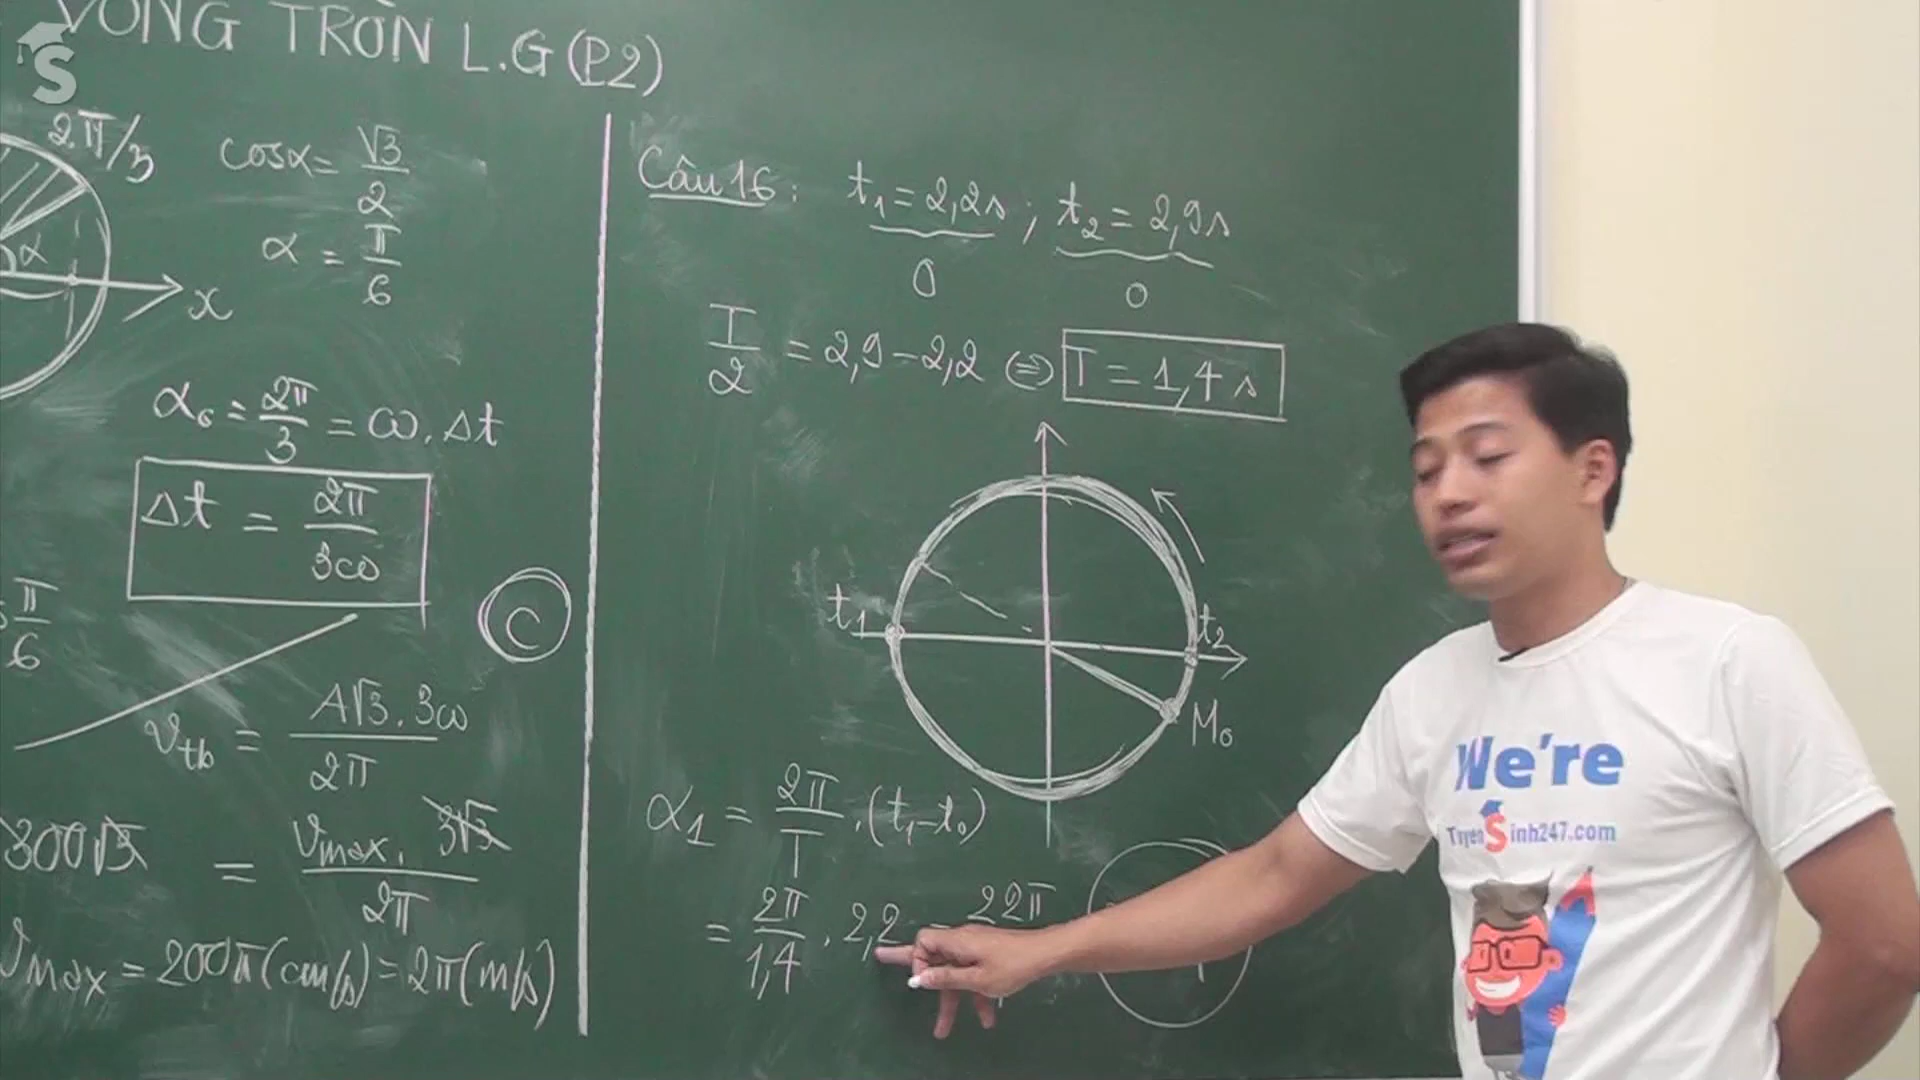 VÒNG TRÒN L.G (P2)
2π/3
cosα = √3/2
α
α = π/6
x
α₀ = 2π/3 = ω.Δt
Δt = 2π/3ω
π/6
C
v_tb = A√3.3ω/2π
300√3 = v_max.3√3/2π
v_max = 200π(cm/s) = 2π(m/s)
Câu 16: t₁ = 2,2s ; t₂ = 2,9s
0 0
T/2 = 2,9 − 2,2 ⇔ T = 1,4 s
t₁
t₂
M₀
α₁ = 2π/T .(t₁−t₀)
= 2π/1,4 . 2,2 = 22π
We're
TuyenSinh247.com
S